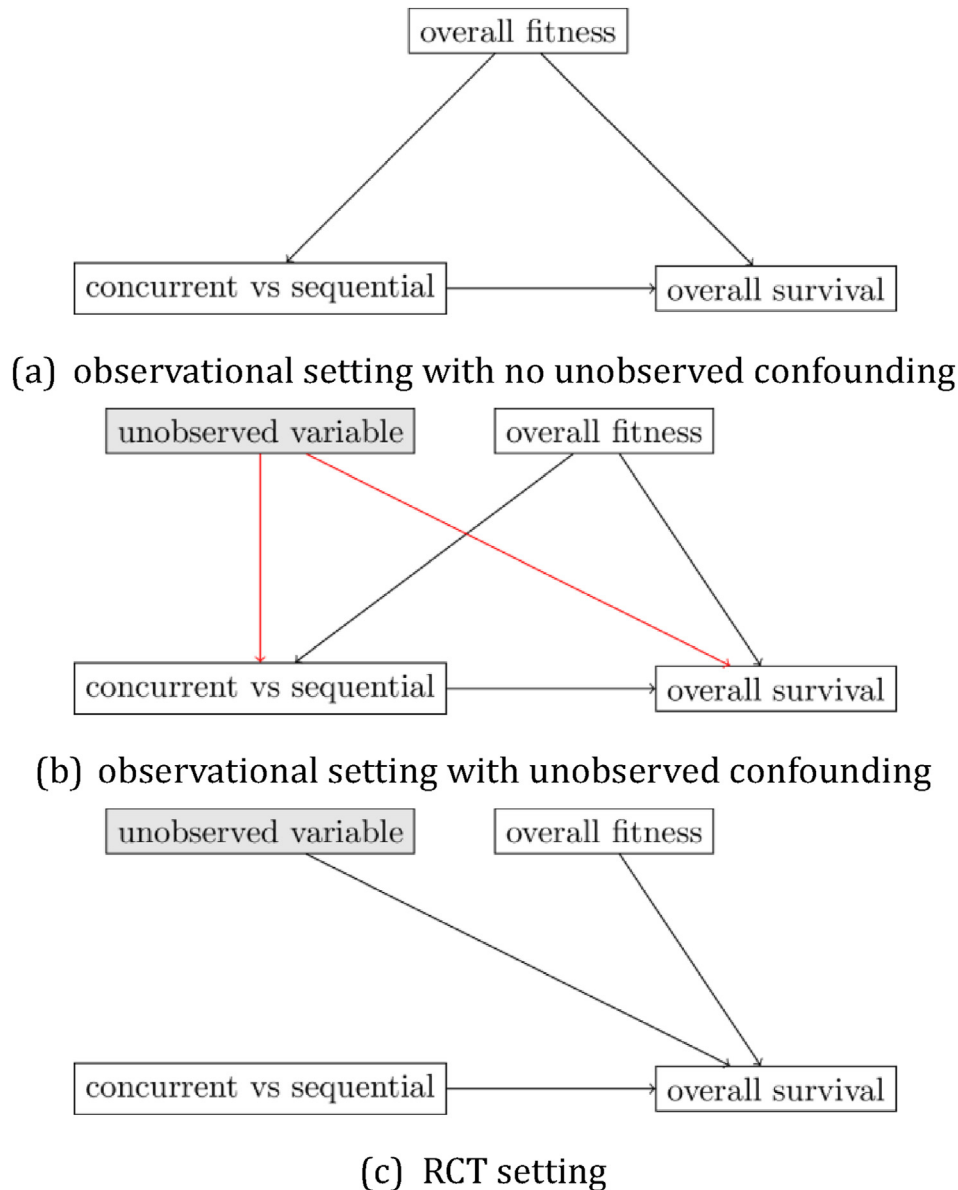 overall fitness
concurrent vs sequential
overall survival
(a) observational setting with no unobserved confounding
unobserved variable
overall fitness
concurrent vs sequential
overall survival
(b) observational setting with unobserved confounding
unobserved variable
overall fitness
concurrent vs sequential
overall survival
(c) RCT setting